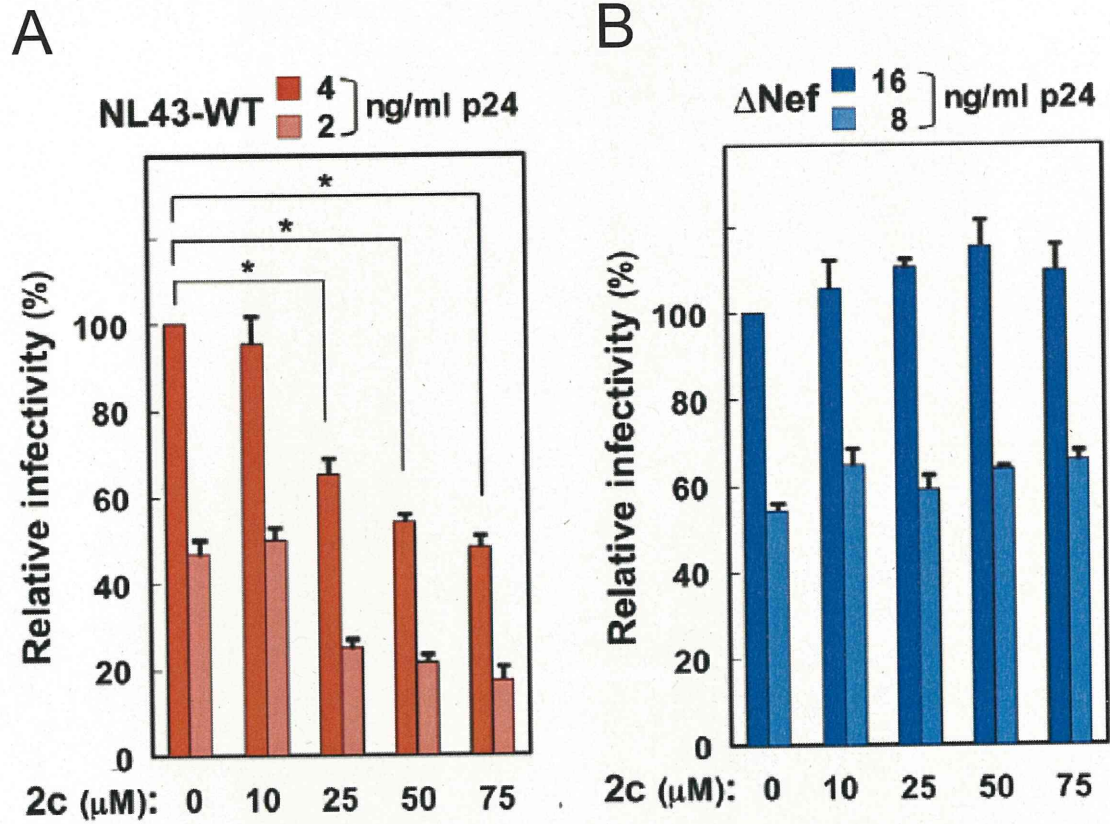 A
NL43-WT 4 2 ng/ml p24
* * *
Relative infectivity (%)
100
80
60
40
20
0
2c (μM): 0 10 25 50 75
B
ΔNef 16 8 ng/ml p24
Relative infectivity (%)
100
80
60
40
20
0
2c (μM): 0 10 25 50 75